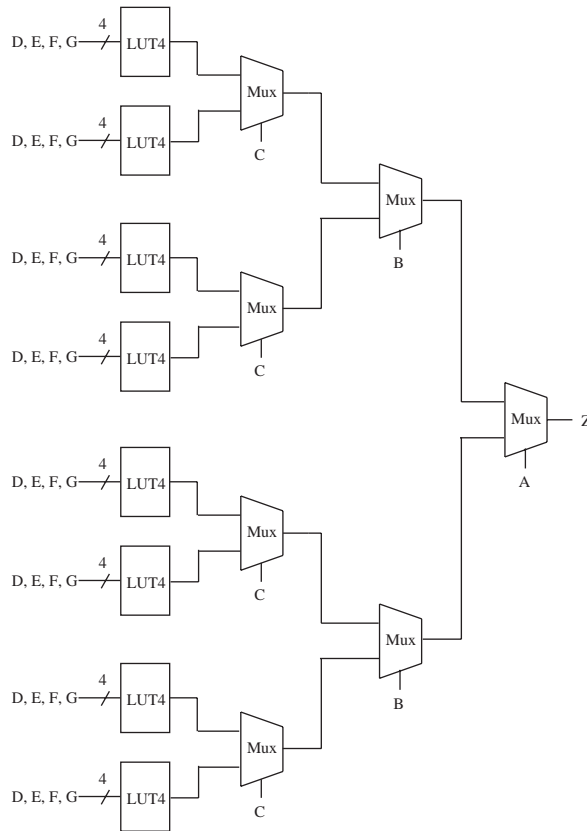 4
D, E, F, G
LUT4
Mux
C
4
D, E, F, G
LUT4
Mux
B
4
D, E, F, G
LUT4
Mux
C
4
D, E, F, G
LUT4
Mux
Z
A
4
D, E, F, G
LUT4
Mux
C
4
D, E, F, G
LUT4
Mux
B
4
D, E, F, G
LUT4
Mux
C
4
D, E, F, G
LUT4